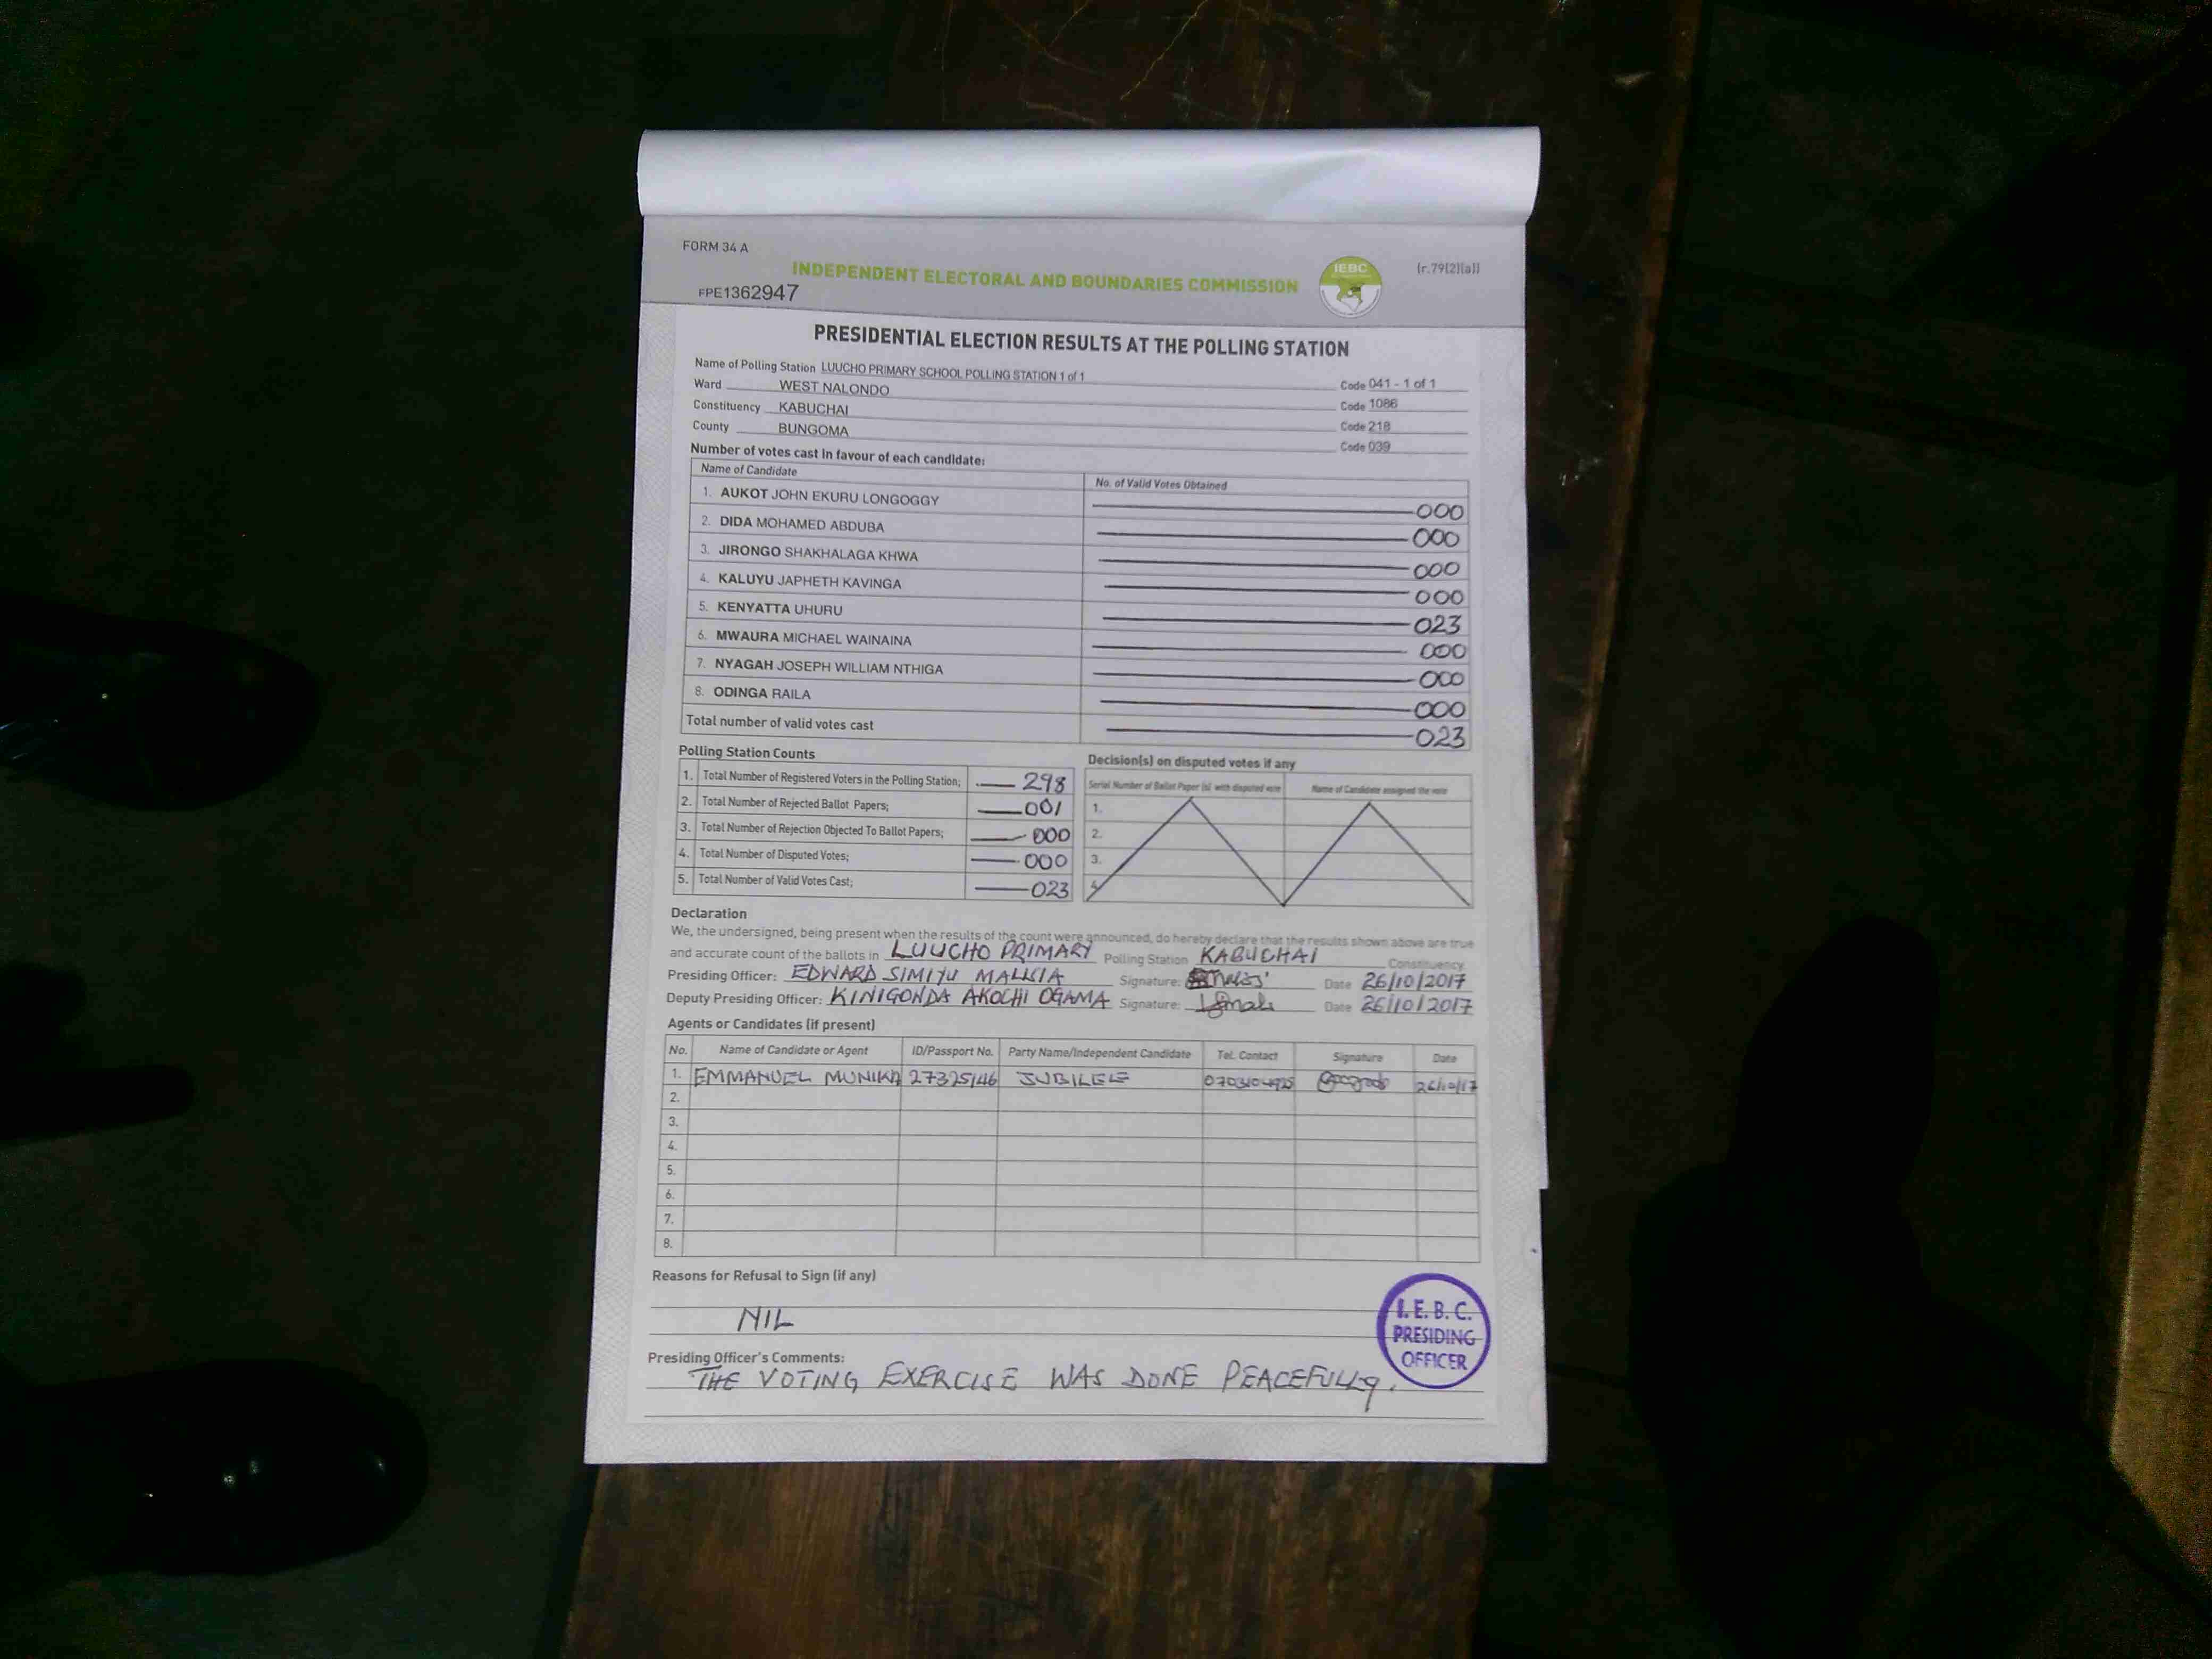 FORM 34 A
INDEPENDENT ELECTORAL AND BOUNDARIES COMMISSION
IEBC
(r.79(2)(a))
FPE1362947
PRESIDENTIAL ELECTION RESULTS AT THE POLLING STATION
Name of Polling Station LUUCHO PRIMARY SCHOOL POLLING STATION 1 of 1 Code 041 - 1 of 1
Ward WEST NALONDO Code 1086
Constituency KABUCHAI Code 218
County BUNGOMA Code 039
Number of votes cast in favour of each candidate:
Name of Candidate No. of Valid Votes Obtained
1. AUKOT JOHN EKURU LONGOGGY 000
2. DIDA MOHAMED ABDUBA 000
3. JIRONGO SHAKHALAGA KHWA 000
4. KALUYU JAPHETH KAVINGA 000
5. KENYATTA UHURU 023
6. MWAURA MICHAEL WAINAINA 000
7. NYAGAH JOSEPH WILLIAM NTHIGA 000
8. ODINGA RAILA 000
Total number of valid votes cast 023
Polling Station Counts
1. Total Number of Registered Voters in the Polling Station; 298
2. Total Number of Rejected Ballot Papers; 001
3. Total Number of Rejection Objected To Ballot Papers; 000
4. Total Number of Disputed Votes; 000
5. Total Number of Valid Votes Cast; 023
Decision(s) on disputed votes if any
Serial Number of Ballot Paper (s) with disputed vote Name of Candidate assigned the vote
1.
2.
3.
4.
Declaration
We, the undersigned, being present when the results of the count were announced, do hereby declare that the results shown above are true
and accurate count of the ballots in LUUCHO PRIMARY Polling Station KABUCHAI Constituency
Presiding Officer: EDWARD SIMIYU Signature: Date 26/10/2017
Deputy Presiding Officer: KINIGONDA AKOCHI OGAMA Signature: Date 26/10/2017
Agents or Candidates (if present)
No. Name of Candidate or Agent ID/Passport No. Party Name/Independent Candidate Tel. Contact Signature Date
1. EMMANUEL MUNIKA 27325146 JUBILEE 26/10/17
2.
3.
4.
5.
6.
7.
8.
Reasons for Refusal to Sign (if any)
NIL
I.E.B.C.
PRESIDING
OFFICER
Presiding Officer's Comments:
THE VOTING EXERCISE WAS DONE PEACEFULLY.